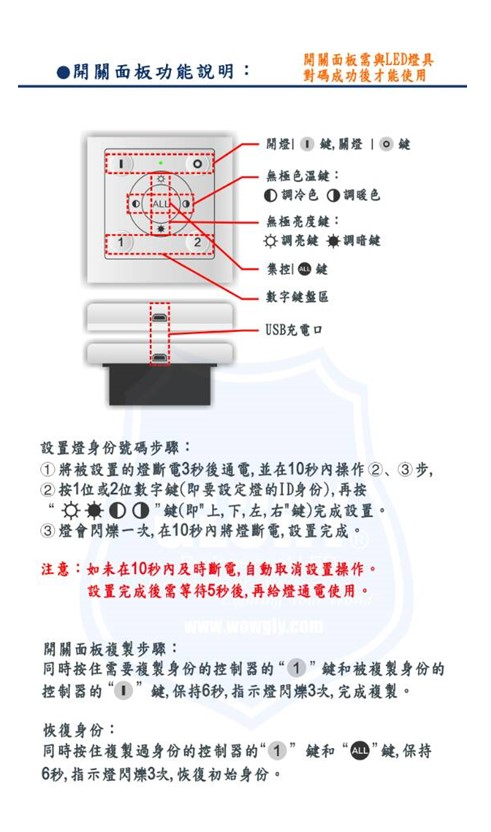 ●開關面板功能說明：
開關面板需與LED燈具
對碼成功後才能使用
開燈| I 鍵,關燈 | O 鍵
無極色溫鍵：
◐ 調冷色 ◑ 調暖色
無極亮度鍵：
☼ 調亮鍵 ☀ 調暗鍵
集控| ALL 鍵
數字鍵盤區
USB充電口
I O
ALL
1 2
設置燈身份號碼步驟：
①將被設置的燈斷電3秒後通電,並在10秒內操作②、③步,
②按1位或2位數字鍵(即要設定燈的ID身份),再按
“ ☼ ☀ ◐ ◑ ”鍵(即"上,下,左,右"鍵)完成設置。
③燈會閃爍一次,在10秒內將燈斷電,設置完成。
注意：如未在10秒內及時斷電,自動取消設置操作。
設置完成後需等待5秒後,再給燈通電使用。
www.wowgly.com
開關面板複製步驟：
同時按住需要複製身份的控制器的“ 1 ”鍵和被複製身份的
控制器的“ I ” 鍵,保持6秒,指示燈閃爍3次,完成複製。
恢復身份：
同時按住複製過身份的控制器的“ 1 ” 鍵和 “ ALL ”鍵,保持
6秒,指示燈閃爍3次,恢復初始身份。